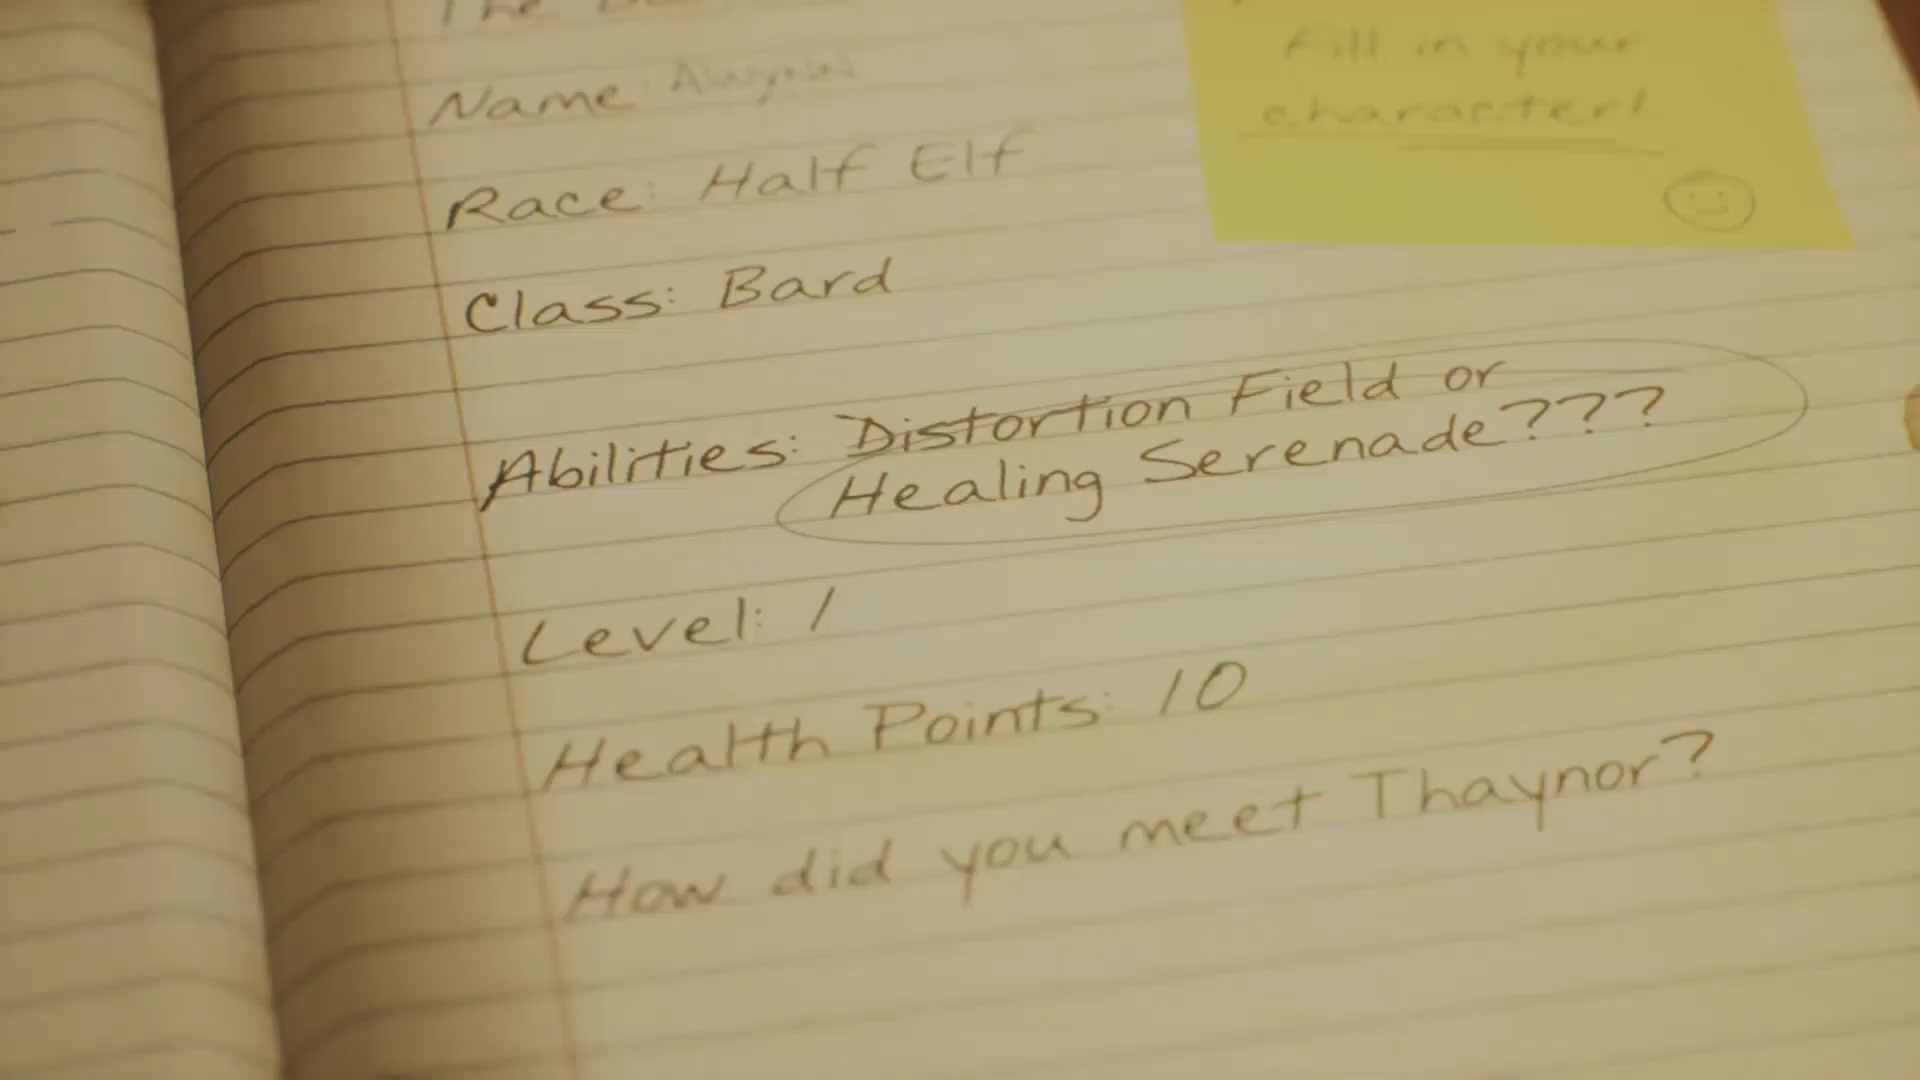 The
Name:
Race: Half Elf
Class: Bard
Abilities: Distortion Field or
Healing Serenade???
Level: 1
Health Points: 10
How did you meet Thaynor?
Fill in your
character!